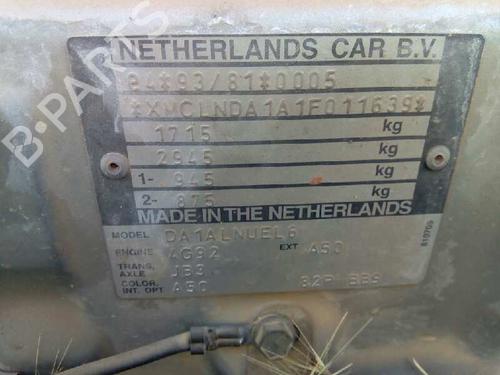 NETHERLANDS CAR B.V.
e4*93/81*0005
*XMCLNDA1A1F011639*
1715 kg
2945 kg
1- 945 kg
2- 875 kg
MADE IN THE NETHERLANDS
MODEL DA1ALNUEL6
ENGINE 4G92 EXT A50
TRANS. AXLE JB3
COLOR, INT. OPT A50
810709
B-PARTS